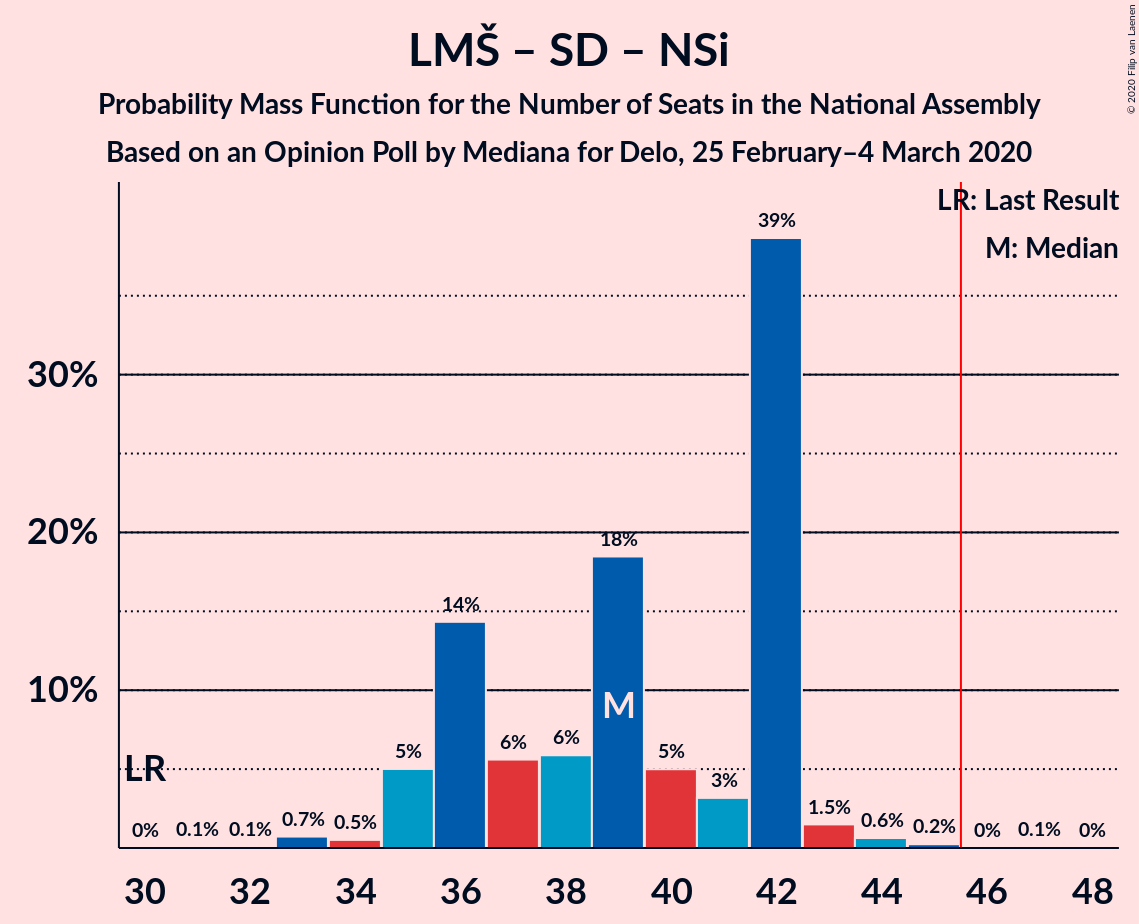 LMŠ – SD – NSi
Probability Mass Function for the Number of Seats in the National Assembly
Based on an Opinion Poll by Mediana for Delo, 25 February–4 March 2020
© 2020 Filip van Laenen
LR: Last Result
M: Median
39%
30%
20%
18%
14%
10%
M
6%
6%
5%
5%
3%
LR
0%
0.1%
0.1%
0.7%
0.5%
1.5%
0.6%
0.2%
0%
0.1%
0%
30 32 34 36 38 40 42 44 46 48